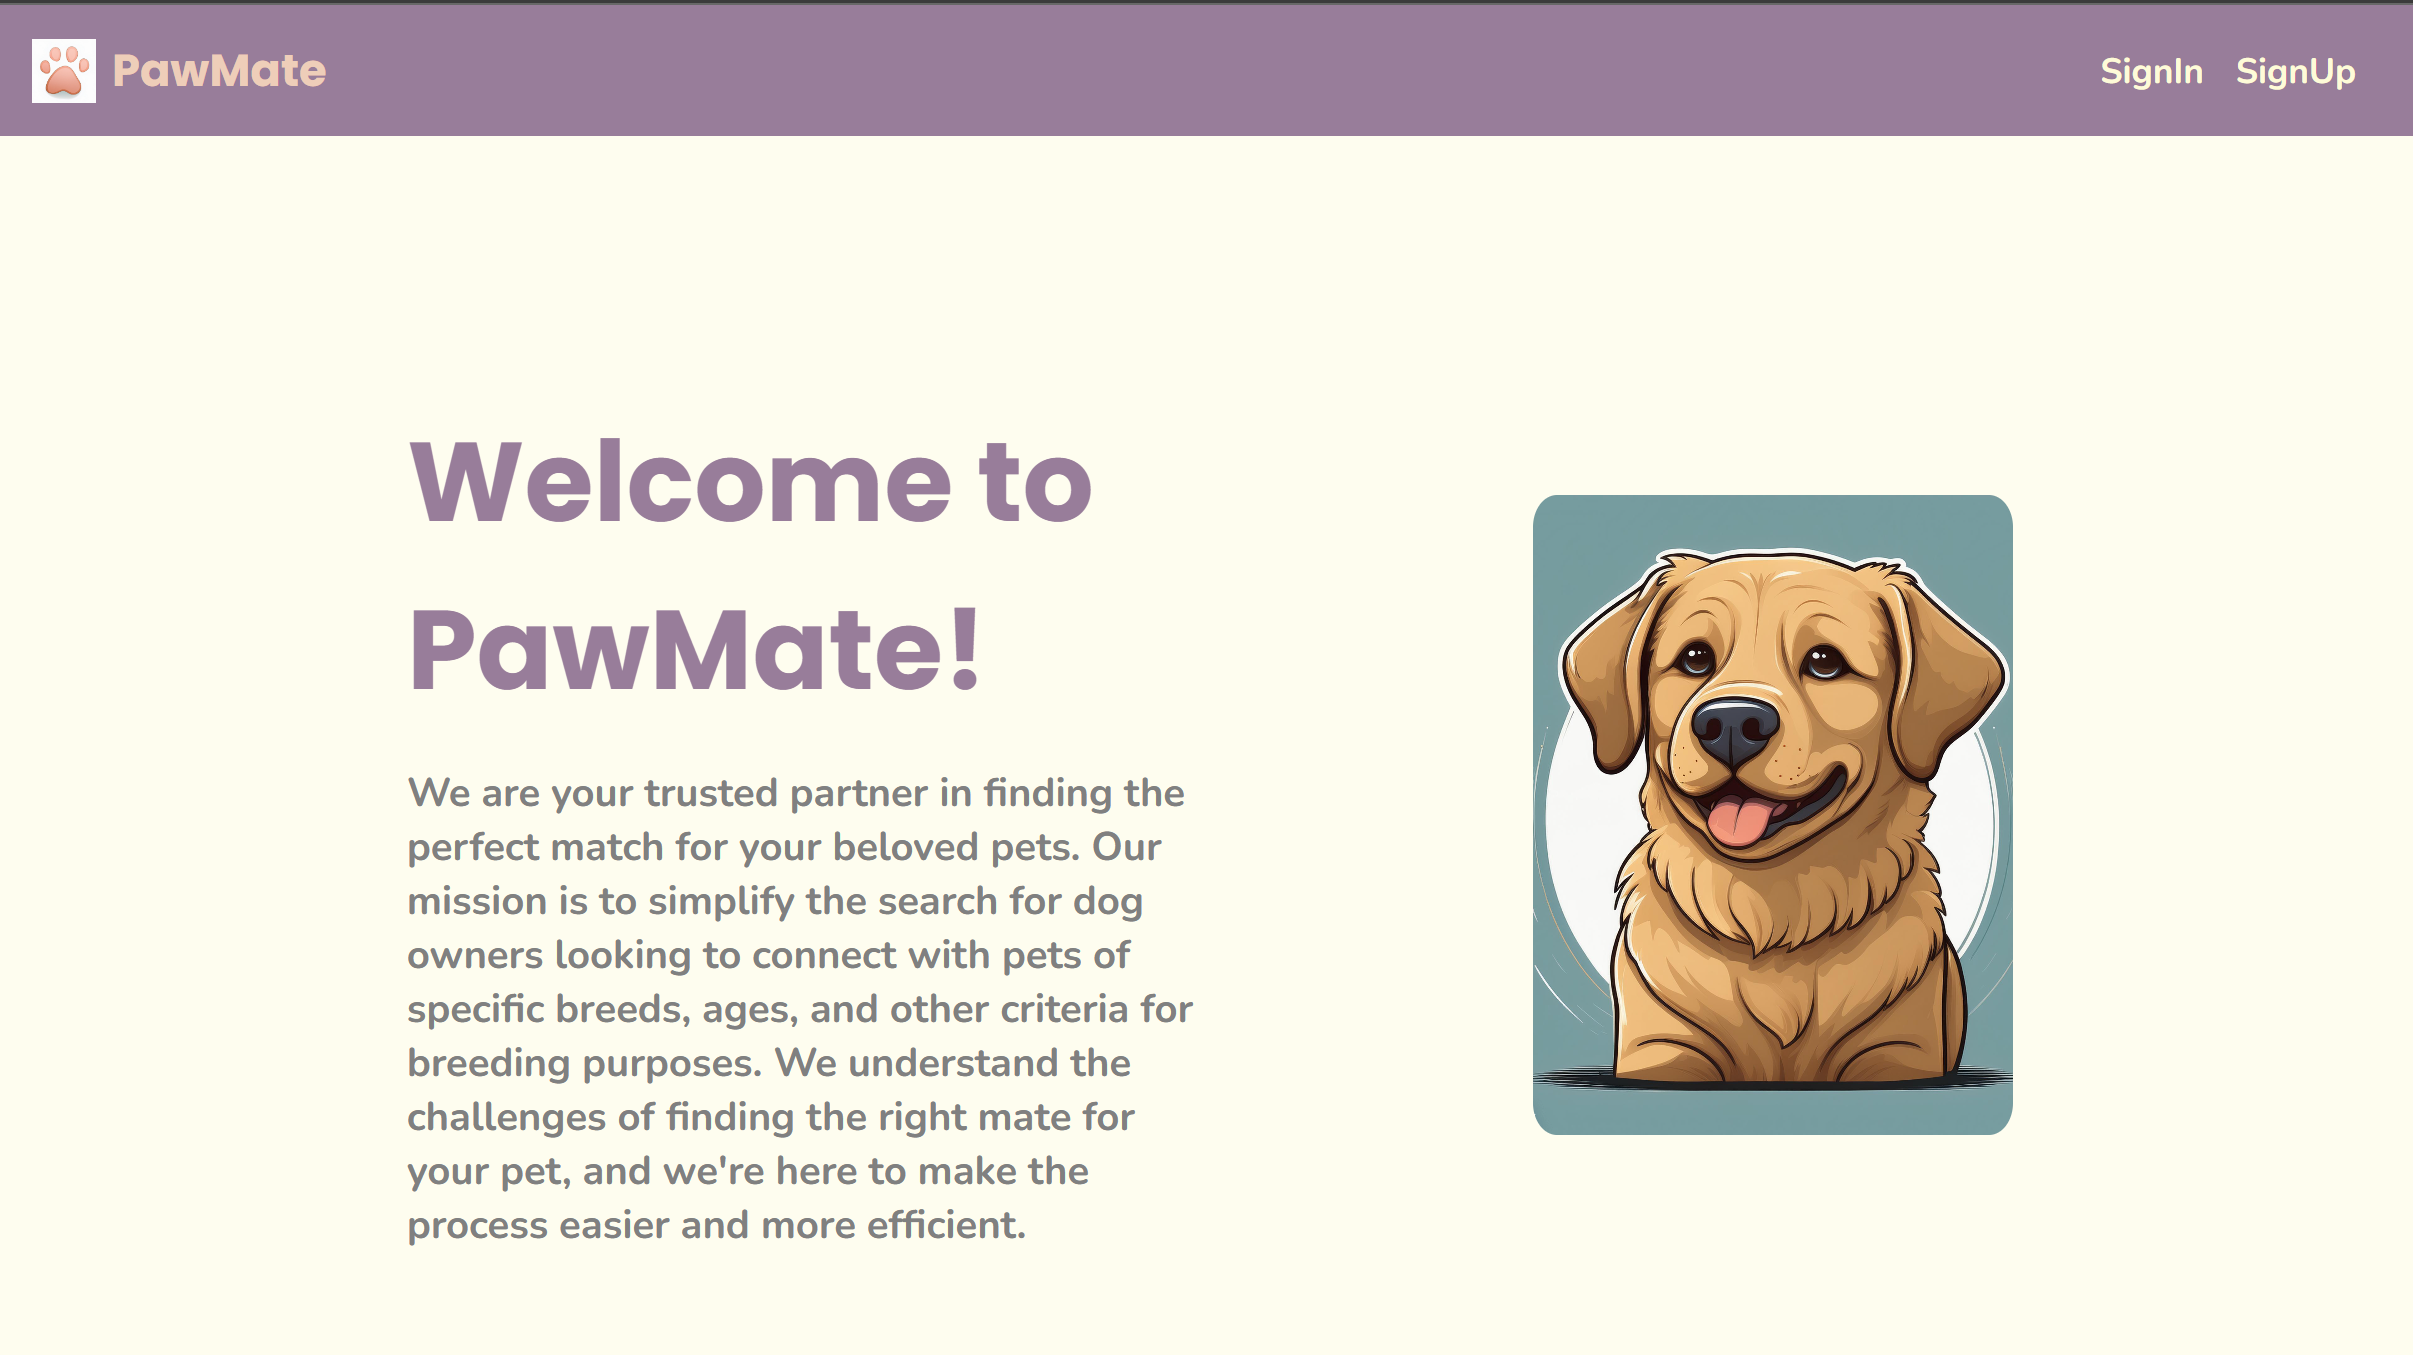 PawMate
SignIn SignUp
Welcome to
PawMate!
We are your trusted partner in finding the
perfect match for your beloved pets. Our
mission is to simplify the search for dog
owners looking to connect with pets of
specific breeds, ages, and other criteria for
breeding purposes. We understand the
challenges of finding the right mate for
your pet, and we're here to make the
process easier and more efficient.